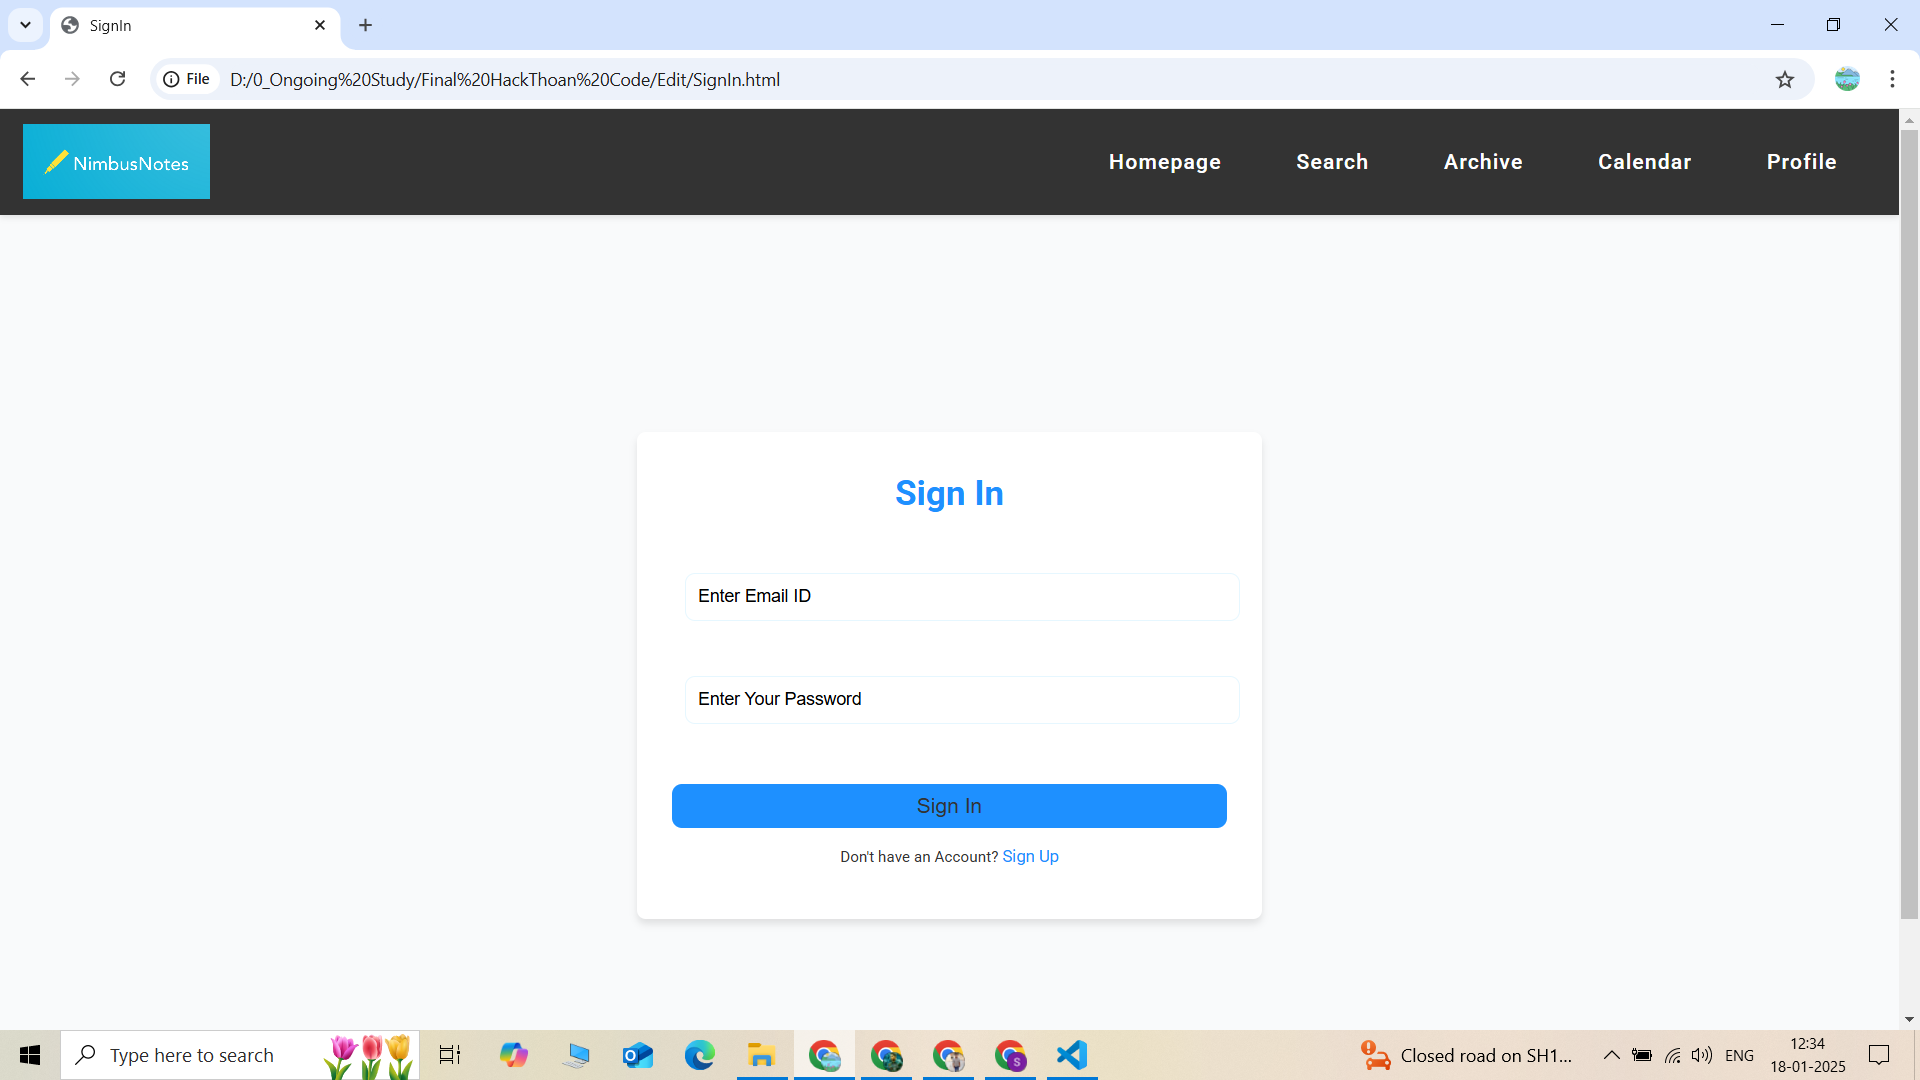 SignIn
File
D:/0_Ongoing%20Study/Final%20HackThoan%20Code/Edit/SignIn.html
NimbusNotes
Homepage
Search
Archive
Calendar
Profile
Sign In
Enter Email ID
Enter Your Password
Sign In
Don't have an Account? Sign Up
Type here to search
S
Closed road on SH1...
ENG
12:34
18-01-2025